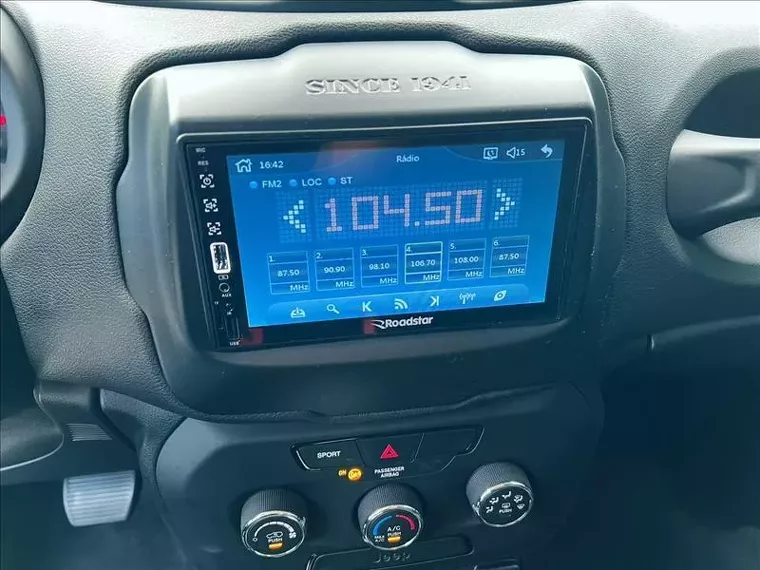 SINCE 1941
MIC
RES
16:42 Rádio 15
FM2 LOC ST
104.50
1. 87.50 MHz
2. 90.90 MHz
3. 98.10 MHz
4. 106.70 MHz
5. 108.00 MHz
6. 87.50 MHz
AUX
USB
Roadstar
SPORT
ON
PASSENGER
AIRBAG
PUSH
A/C
MAX A/C
PUSH
PUSH
Jeep